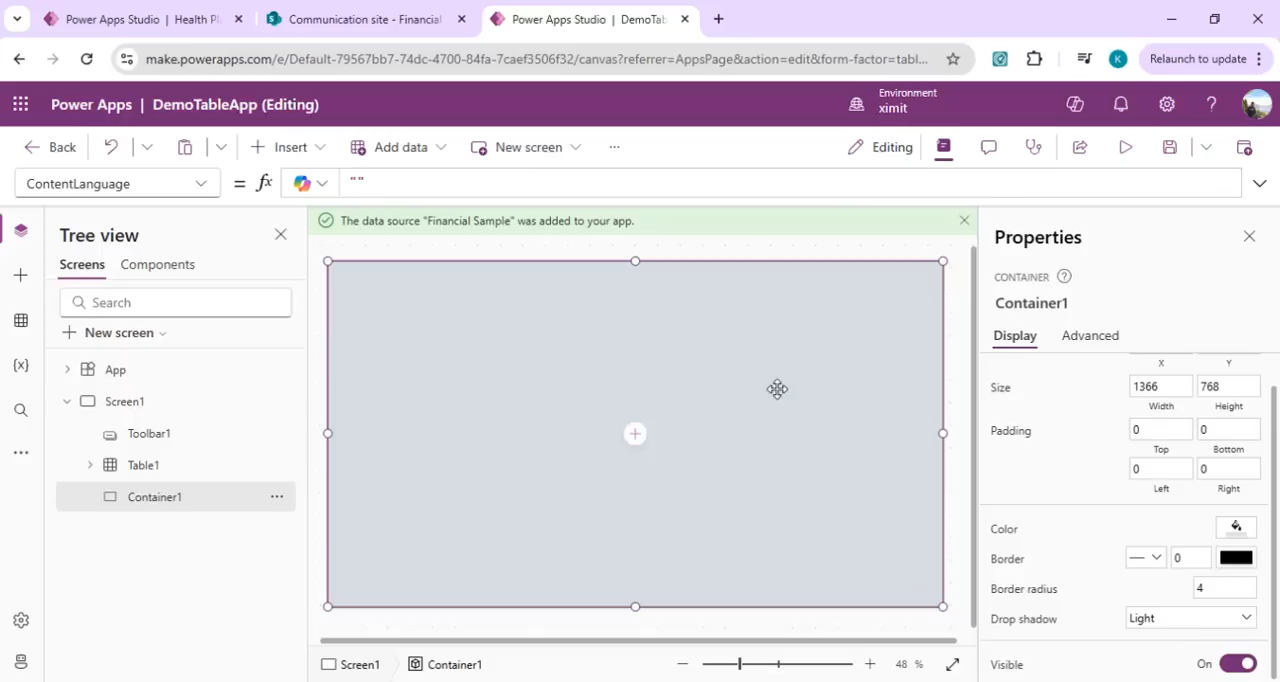 Power Apps Studio | Health Pl
Communication site - Financial
Power Apps Studio | DemoTab
make.powerapps.com/e/Default-79567bb7-74dc-4700-84fa-7caef3506f32/canvas?referrer=AppsPage&action=edit&form-factor=tabl...
K
Relaunch to update
Power Apps | DemoTableApp (Editing)
Environment
ximit
Back
Insert
Add data
New screen
...
Editing
ContentLanguage
= fx
""
Tree view
Screens
Components
Search
New screen
App
Screen1
Toolbar1
Table1
Container1
The data source "Financial Sample" was added to your app.
Screen1
Container1
48 %
Properties
CONTAINER
Container1
Display
Advanced
X
Y
Size
1366
768
Width
Height
Padding
0
0
Top
Bottom
0
0
Left
Right
Color
Border
0
Border radius
4
Drop shadow
Light
Visible
On